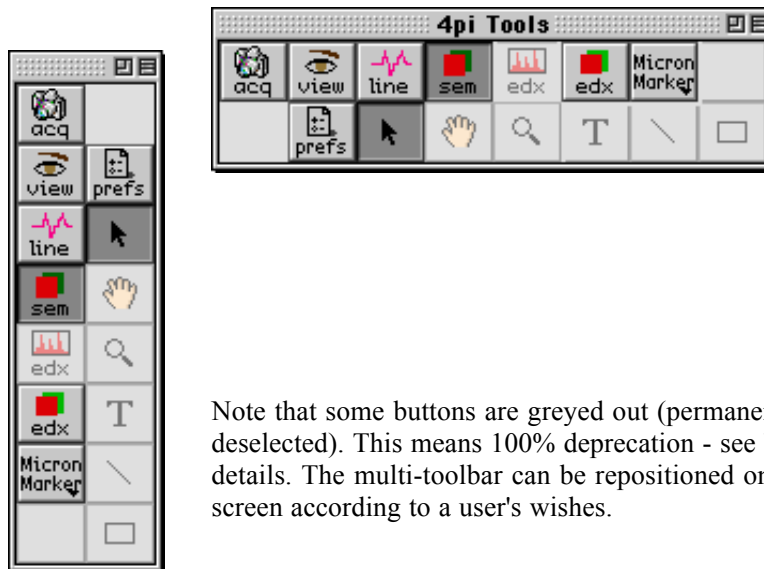 4pi Tools
acq view line sem edx edx Micron
Marker
prefs T
acq
view prefs
line
sem
edx
edx T
Micron
Marker
Note that some buttons are greyed out
deselected). This means 100% deprecation - see
details. The multi-toolbar can be repositioned
screen according to a user's wishes.